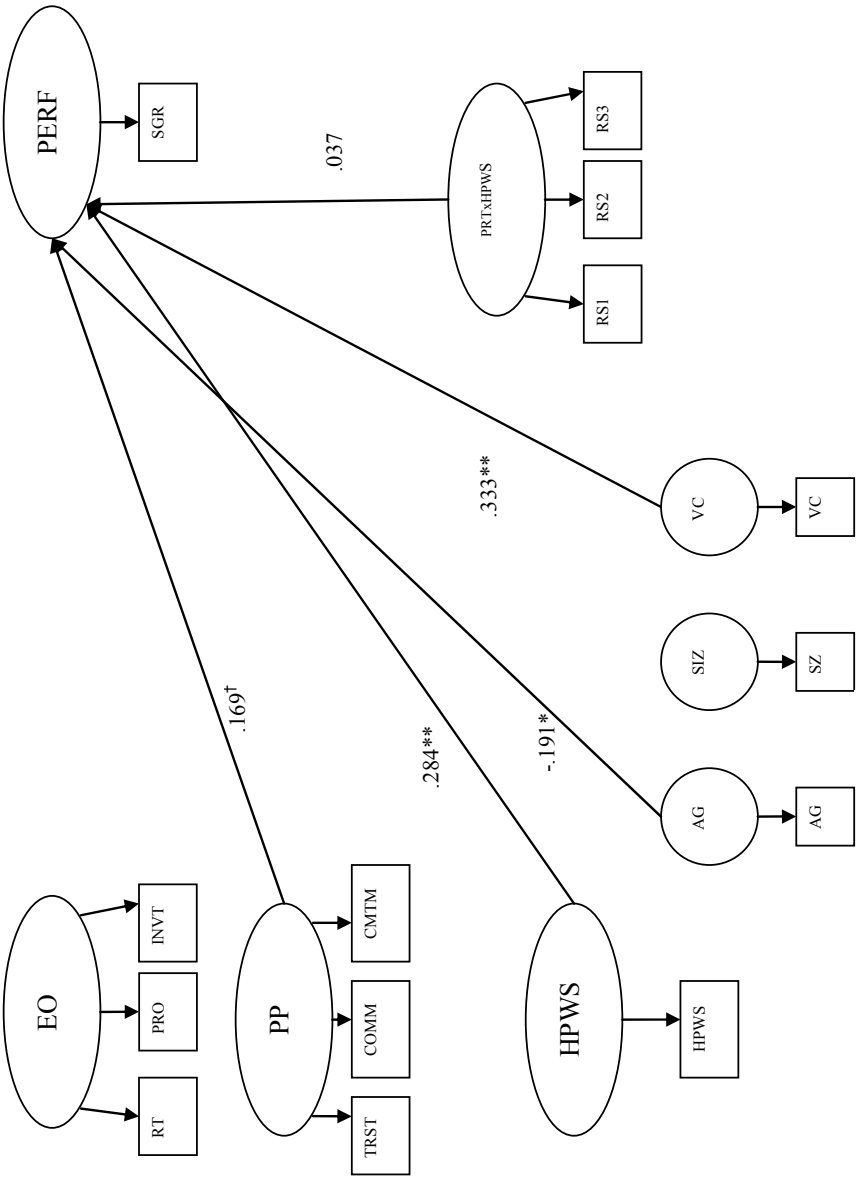 EO
RT
PRO
INVT
PP
TRST
COMM
CMTM
HPWS
HPWS
AG
AG
SIZ
SZ
VC
VC
PRTxHPWS
RS1
RS2
RS3
PERF
SGR
.169†
.284**
-.191*
.333**
.037